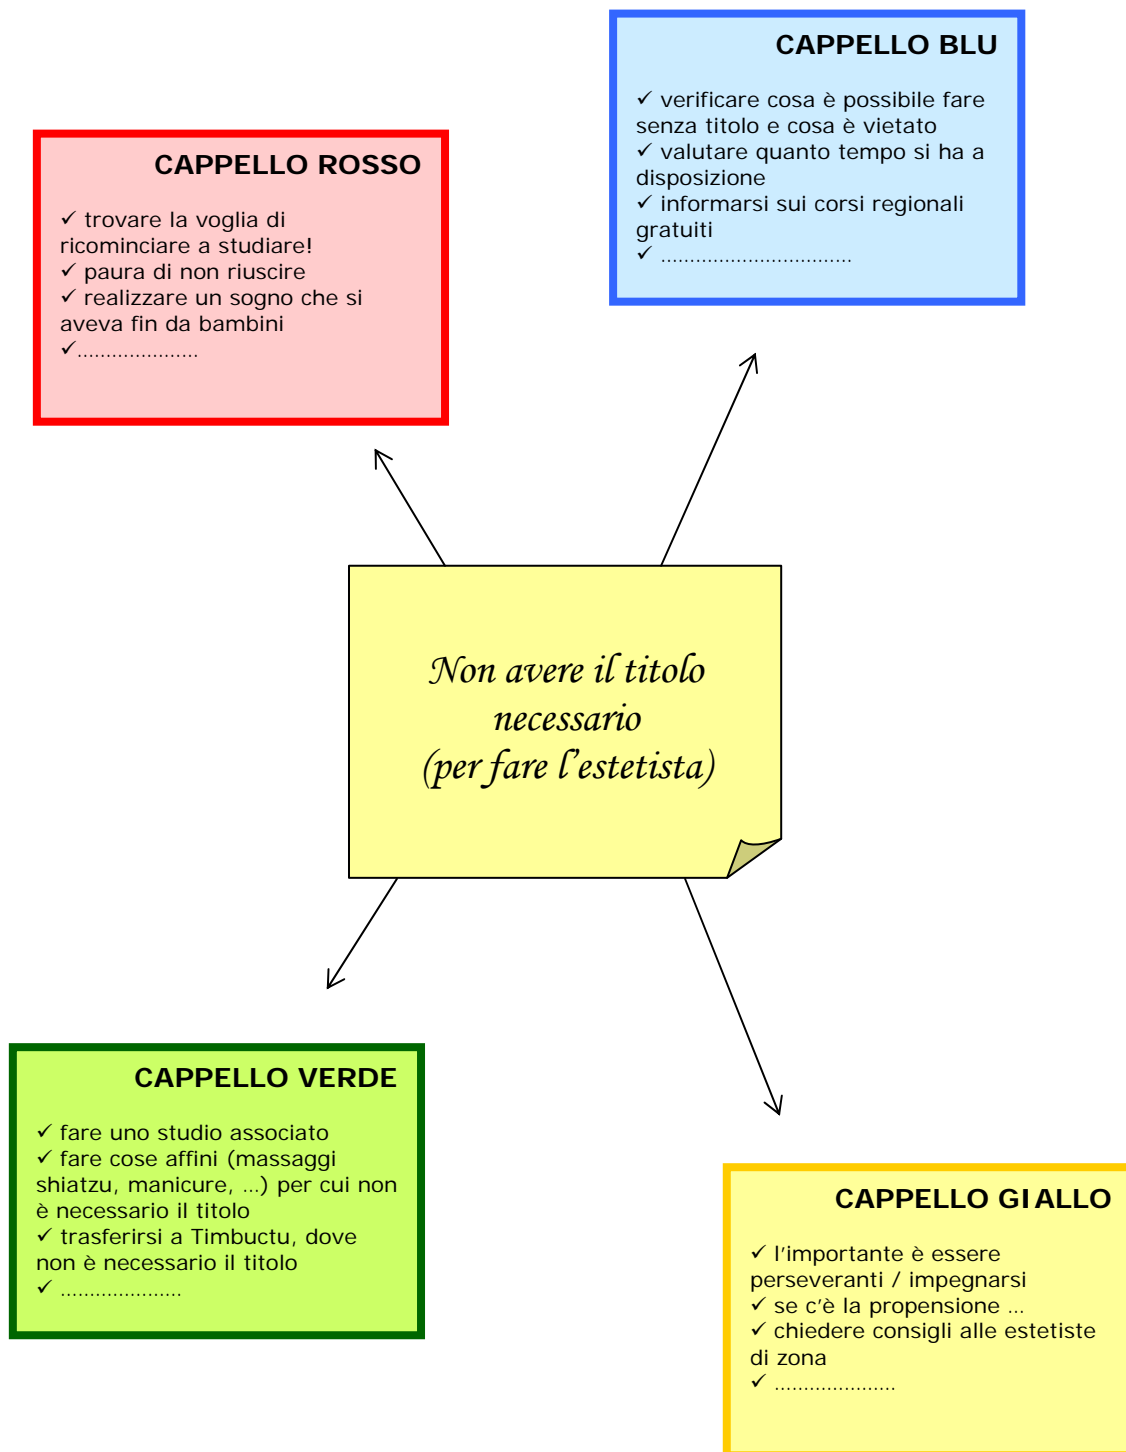 CAPPELLO BLU
✓ verificare cosa è possibile fare
senza titolo e cosa è vietato
✓ valutare quanto tempo si ha a
disposizione
✓ informarsi sui corsi regionali
gratuiti
✓ .................................
CAPPELLO ROSSO
✓ trovare la voglia di
ricominciare a studiare!
✓ paura di non riuscire
✓ realizzare un sogno che si
aveva fin da bambini
✓.....................
Non avere il titolo
necessario
(per fare l'estetista)
CAPPELLO VERDE
✓ fare uno studio associato
✓ fare cose affini (massaggi
shiatzu, manicure, …) per cui non
è necessario il titolo
✓ trasferirsi a Timbuctu, dove
non è necessario il titolo
✓ .....................
CAPPELLO GIALLO
✓ l'importante è essere
perseveranti / impegnarsi
✓ se c'è la propensione …
✓ chiedere consigli alle estetiste
di zona
✓ .....................